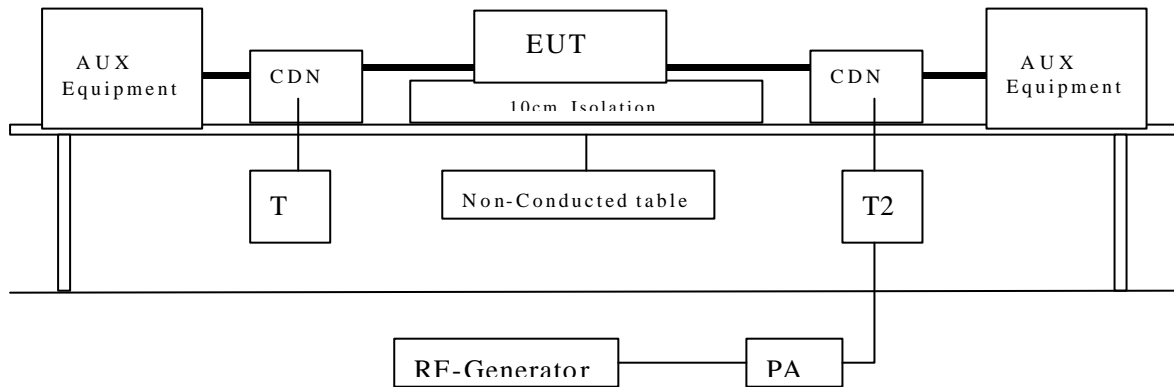 AUX
Equipment
CDN
EUT
10cm Isolation
CDN
AUX
Equipment
T
Non-Conducted table
T2
RF-Generator
PA